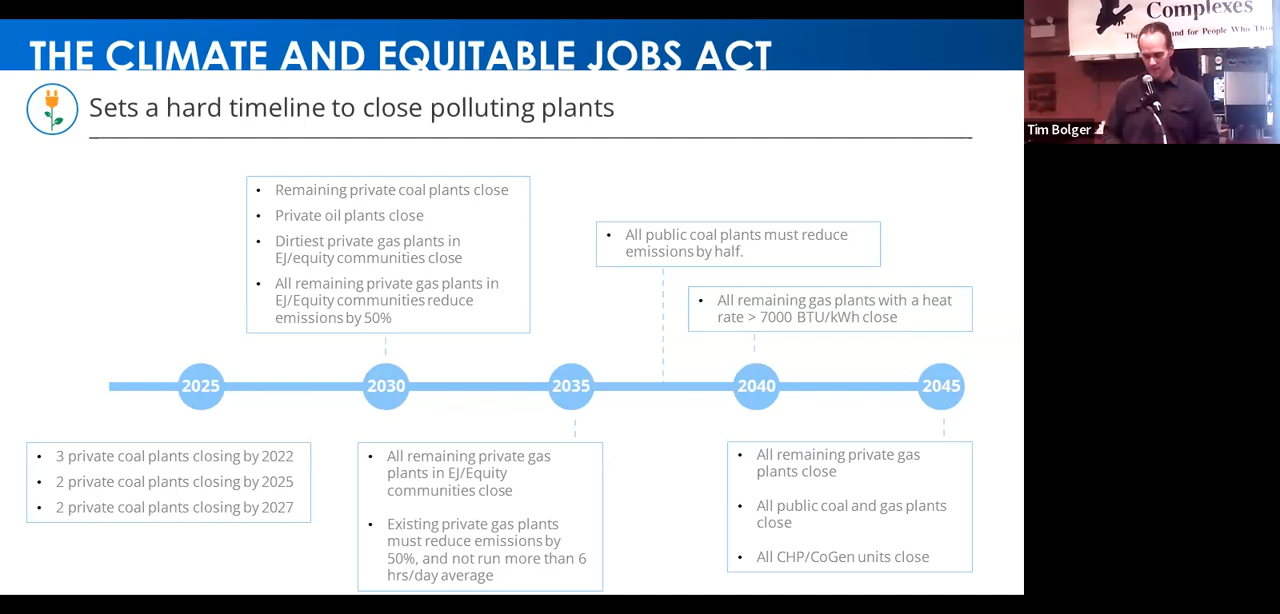 THE CLIMATE AND EQUITABLE JOBS ACT
Sets a hard timeline to close polluting plants
• Remaining private coal plants close
• Private oil plants close
• Dirtiest private gas plants in
EJ/equity communities close
• All remaining private gas plants in
EJ/Equity communities reduce
emissions by 50%
• All public coal plants must reduce
emissions by half.
• All remaining gas plants with a heat
rate > 7000 BTU/kWh close
2025
2030
2035
2040
2045
• 3 private coal plants closing by 2022
• 2 private coal plants closing by 2025
• 2 private coal plants closing by 2027
• All remaining private gas
plants in EJ/Equity
communities close
• Existing private gas plants
must reduce emissions by
50%, and not run more than 6
hrs/day average
• All remaining private gas
plants close
• All public coal and gas plants
close
• All CHP/CoGen units close
Complexes
for People Who
Tim Bolger